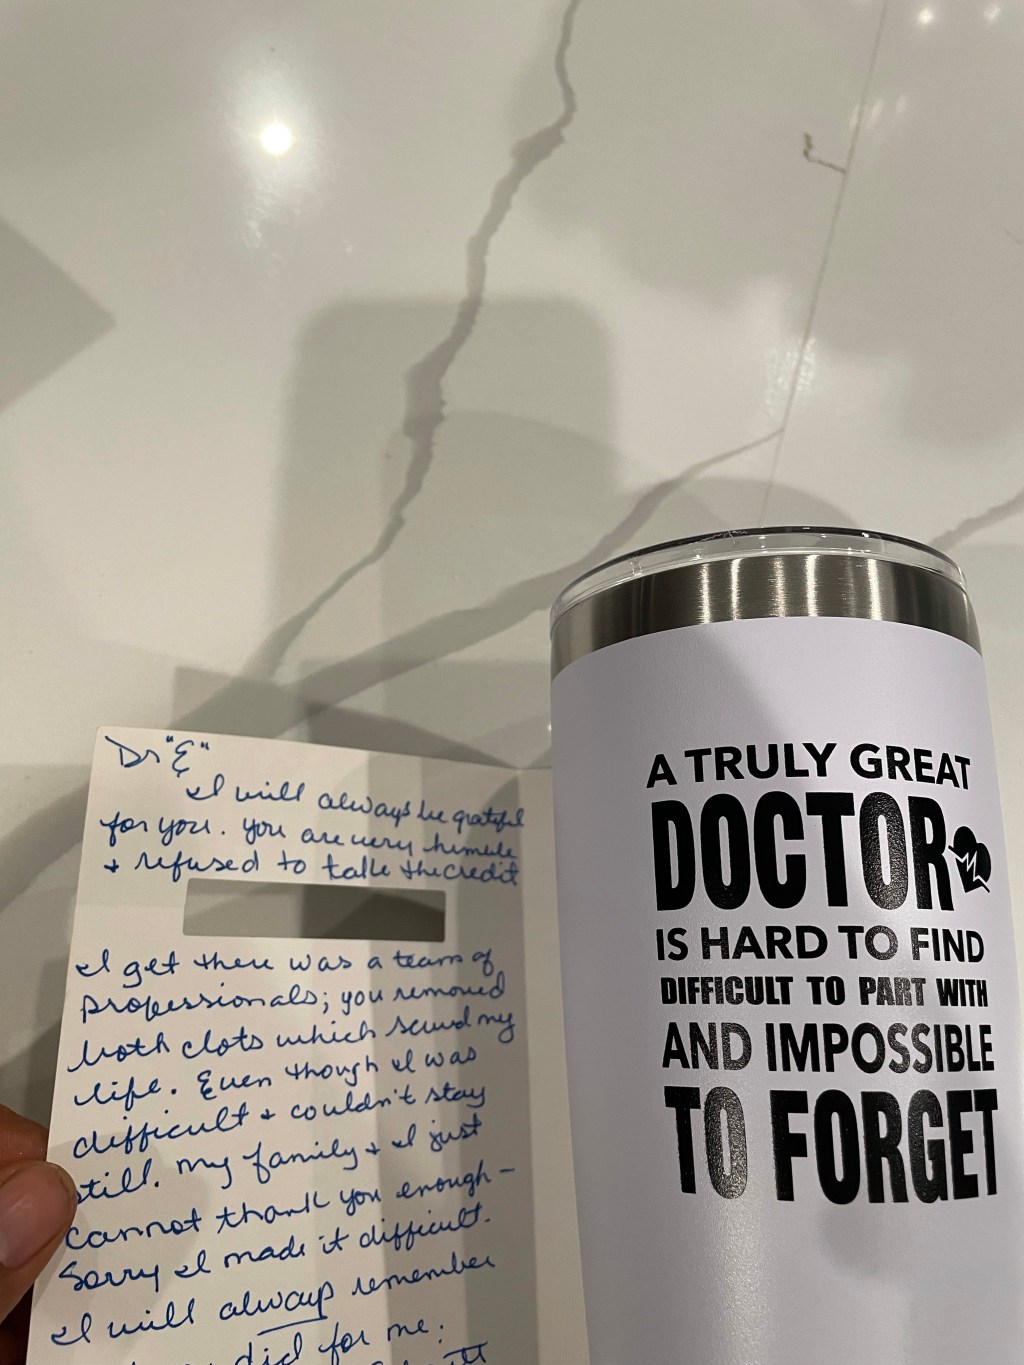 Dr "E"
I will always be grateful
for you. You are very humble
+ refused to take the credit
I get there was a team of
professionals; you removed
both clots which saved my
life. Even though I was
difficult + couldn't stay
still. My family + I just
cannot thank you enough -
Sorry I made it difficult.
I will always remember
did for me.
A TRULY GREAT
DOCTOR
IS HARD TO FIND
DIFFICULT TO PART WITH
AND IMPOSSIBLE
TO FORGET